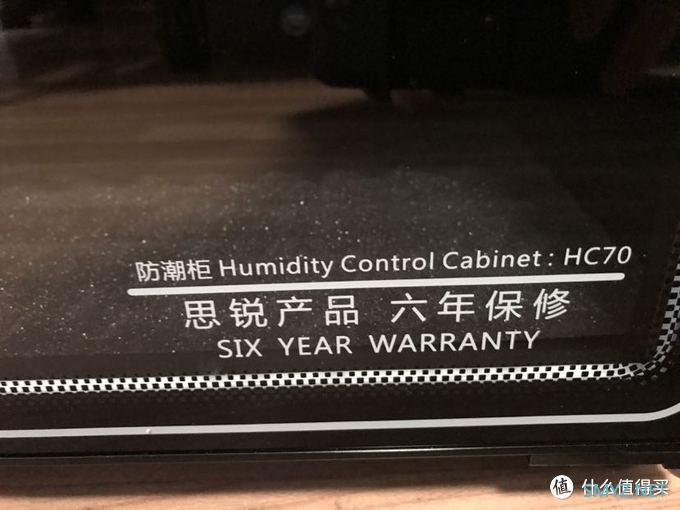 防潮柜 Humidity Control Cabinet: HC70
思锐产品 六年保修
SIX YEAR WARRANTY
值 什么值得买